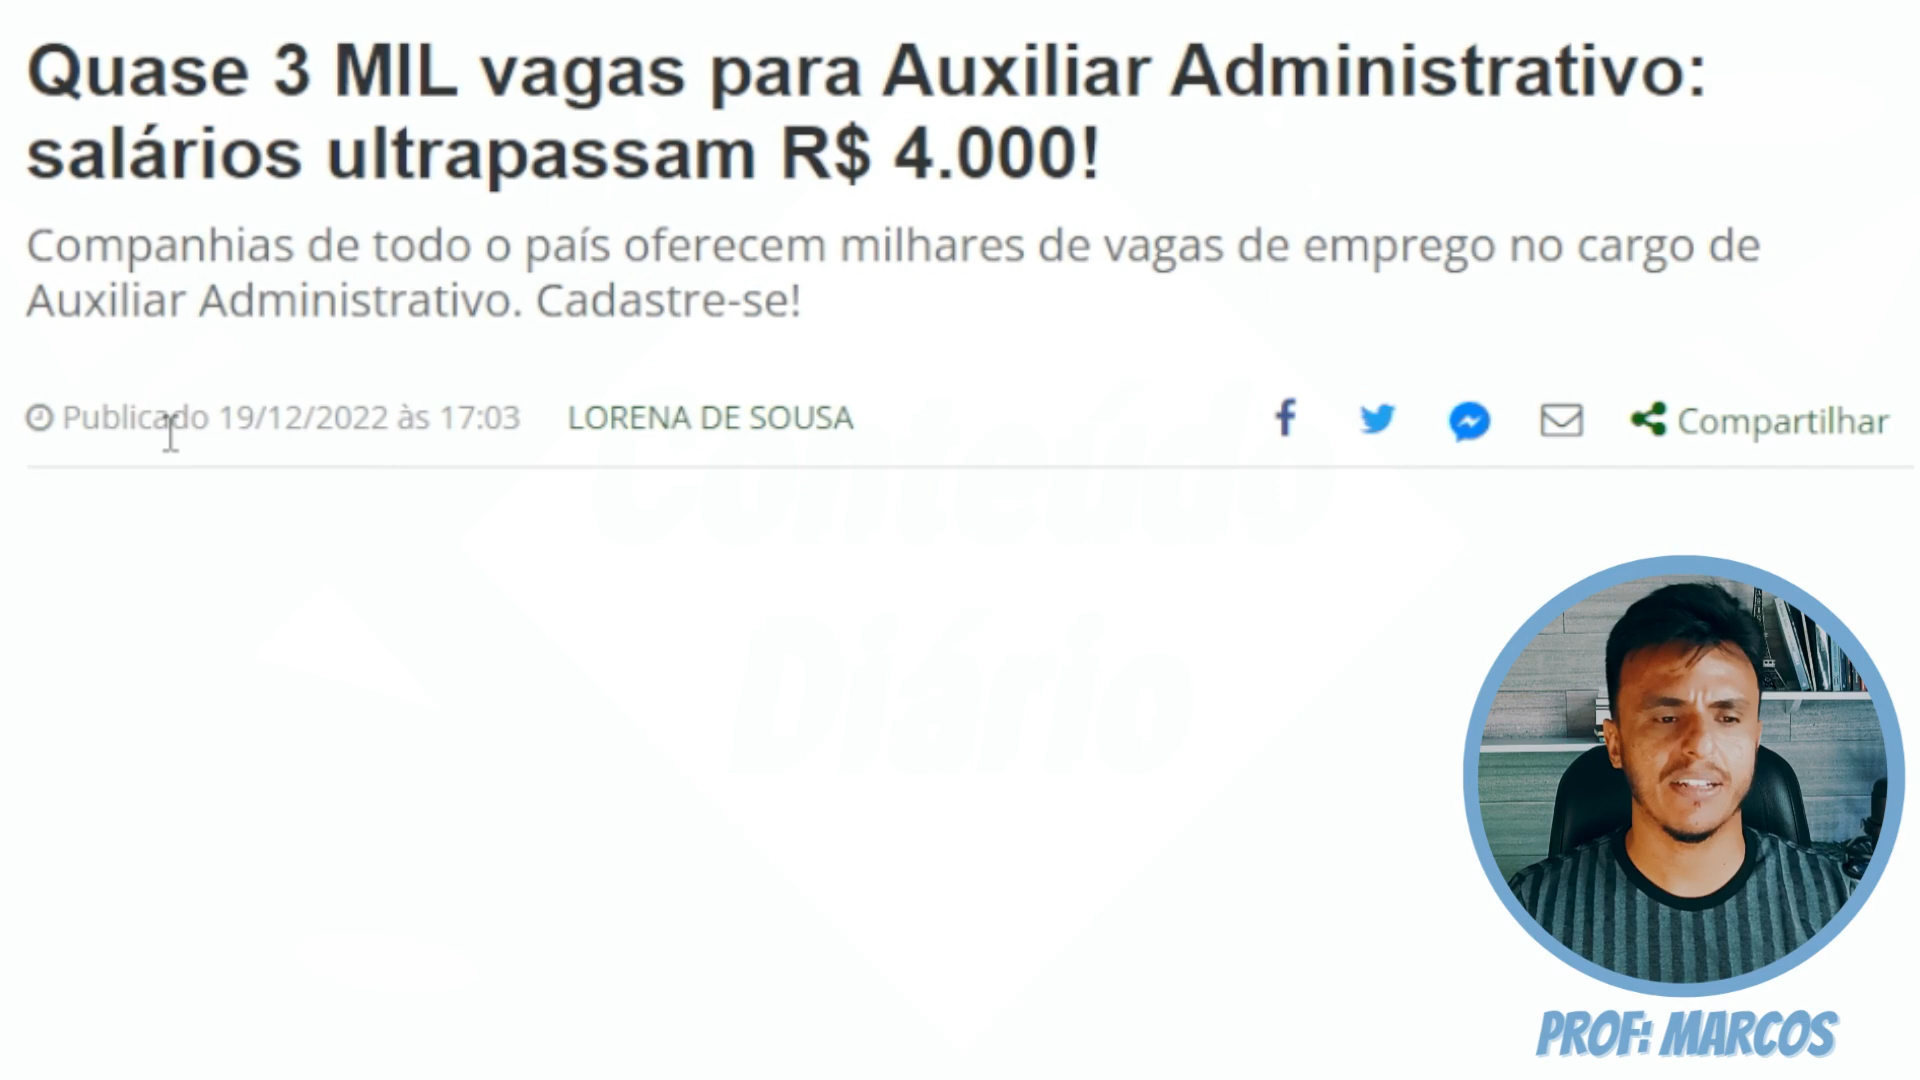 Quase 3 MIL vagas para Auxiliar Administrativo:
salários ultrapassam R$ 4.000!
Companhias de todo o país oferecem milhares de vagas de emprego no cargo de
Auxiliar Administrativo. Cadastre-se!
Publicado 19/12/2022 às 17:03 LORENA DE SOUSA Compartilhar
Conteúdo
Diário
PROF: MARCOS